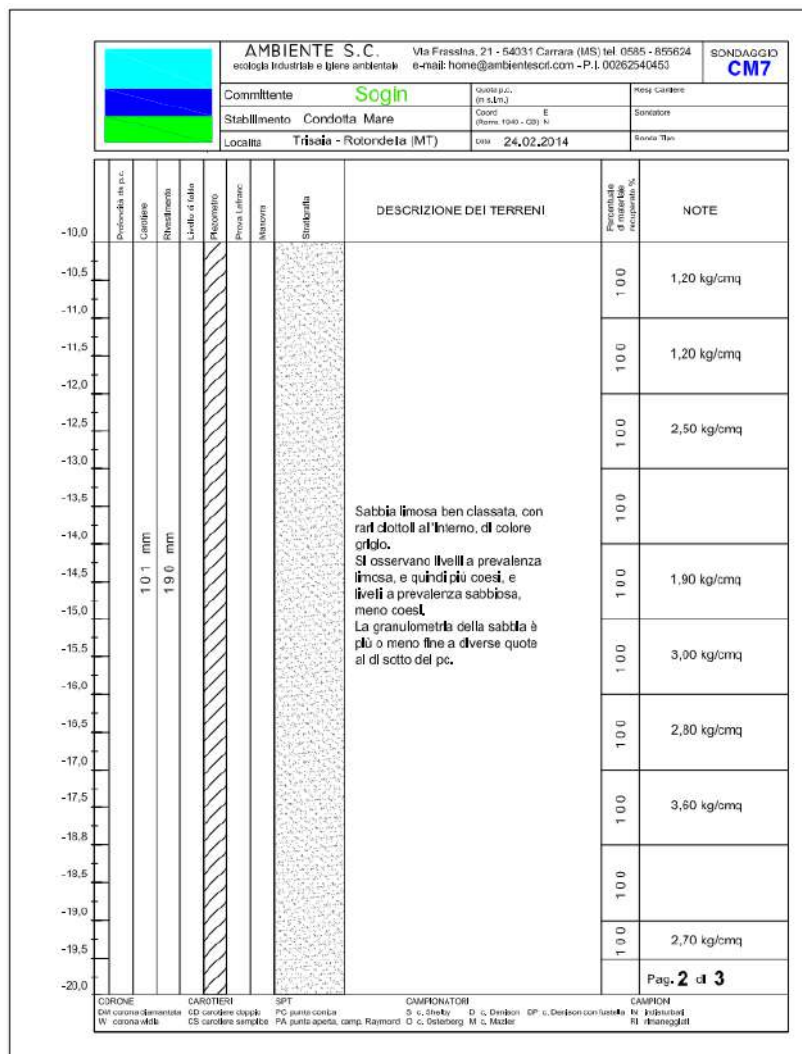 AMBIENTE S.C.
ecologia industriale e igiene ambientale
Via Frassina, 21 - 54031 Carrara (MS) tel. 0585 - 855624
e-mail: home@ambientescrl.com - P.I. 00262540453
SONDAGGIO
CM7
Committente Sogin
Quota p.c.
(m s.l.m.)
Resp. Cantiere
Stabilimento Condotta Mare
Coord E
(Roma 1940 - GB) N
Sondatore
Località Trisaia - Rotondella (MT)
Data 24.02.2014
Sonda Tipo
Profondità da p.c.
Carotiere
Rivestimento
Livello di falda
Piezometro
Prova Lefranc
Manovra
Stratigrafia
DESCRIZIONE DEI TERRENI
Percentuale
di materiale
recuperato %
NOTE
-10,0
-10,5
100 1,20 kg/cmq
-11,0
-11,5
100 1,20 kg/cmq
-12,0
-12,5
100 2,50 kg/cmq
-13,0
-13,5
100
-14,0
-14,5
100 1,90 kg/cmq
-15,0
-15,5
100 3,00 kg/cmq
-16,0
-16,5
100 2,80 kg/cmq
-17,0
-17,5
100 3,60 kg/cmq
-18,8
-18,5
100
-19,0
-19,5
100 2,70 kg/cmq
-20,0
101 mm
190 mm
Sabbia limosa ben classata, con
rari ciottoli all'interno, di colore
grigio.
Si osservano livelli a prevalenza
limosa, e quindi più coesi, e
livelli a prevalenza sabbiosa,
meno coesi.
La granulometria della sabbia è
più o meno fine a diverse quote
al di sotto del pc.
Pag. 2 di 3
CORONE CAROTIERI SPT CAMPIONATORI CAMPIONI
DM corona diamantata CD carotiere doppio PC punta conica S c. Shelby D c. Denison DP c. Denison con fustella IN indisturbati
W corona widia CS carotiere semplice PA punta aperta, camp. Raymord O c. Osterberg M c. Mazier RI rimaneggiati